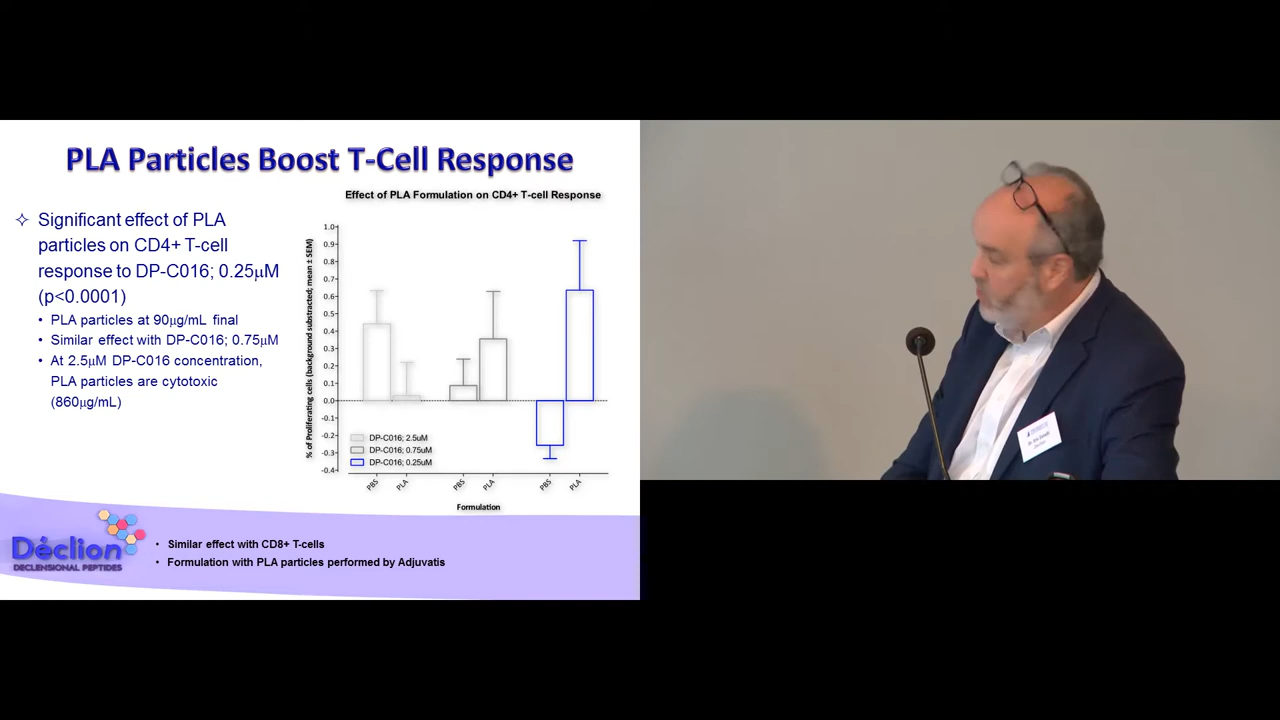 PLA Particles Boost T-Cell Response
Significant effect of PLA
particles on CD4+ T-cell
response to DP-C016; 0.25μM
(p<0.0001)
• PLA particles at 90μg/mL final
• Similar effect with DP-C016; 0.75μM
• At 2.5μM DP-C016 concentration,
PLA particles are cytotoxic
(860μg/mL)
Effect of PLA Formulation on CD4+ T-cell Response
% of Proliferating cells (background substracted; mean ± SEM)
1.0
0.9
0.8
0.7
0.6
0.5
0.4
0.3
0.2
0.1
0.0
-0.1
-0.2
-0.3
-0.4
DP-C016; 2.5uM
DP-C016; 0.75uM
DP-C016; 0.25uM
PBS PLA PBS PLA PBS PLA
Formulation
Déclion
DECLENSIONAL PEPTIDES
• Similar effect with CD8+ T-cells
• Formulation with PLA particles performed by Adjuvatis